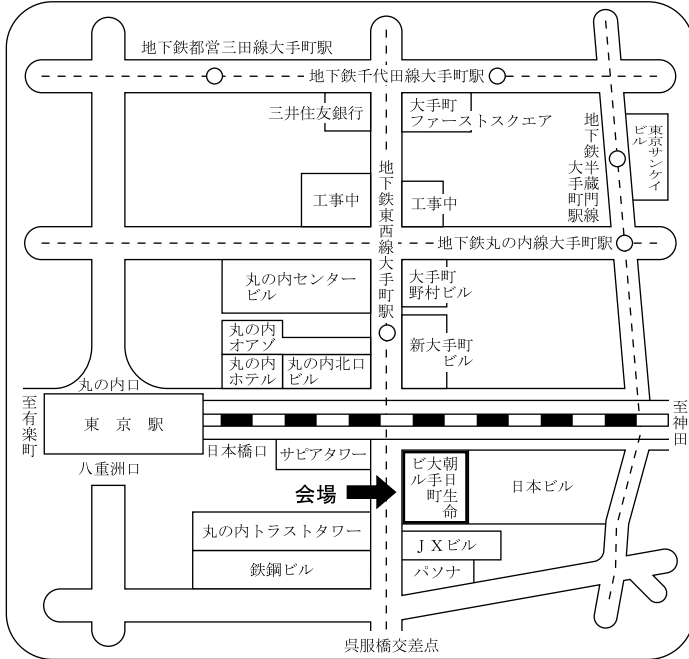 地下鉄都営三田線大手町駅
地下鉄千代田線大手町駅
三井住友銀行
大手町
ファーストスクエア
地下鉄半蔵門線
大手町駅
東京サンケイ
ビル
工事中
工事中
地下鉄東西線大手町駅
地下鉄丸の内線大手町駅
丸の内センター
ビル
大手町
野村ビル
丸の内
オアゾ
新大手町
ビル
丸の内
ホテル
丸の内北口
ビル
丸の内口
至有楽町
東京駅
至神田
日本橋口
サピアタワー
八重洲口
会場
朝日生命
大手町
ビル
日本ビル
丸の内トラストタワー
JXビル
鉄鋼ビル
パソナ
呉服橋交差点